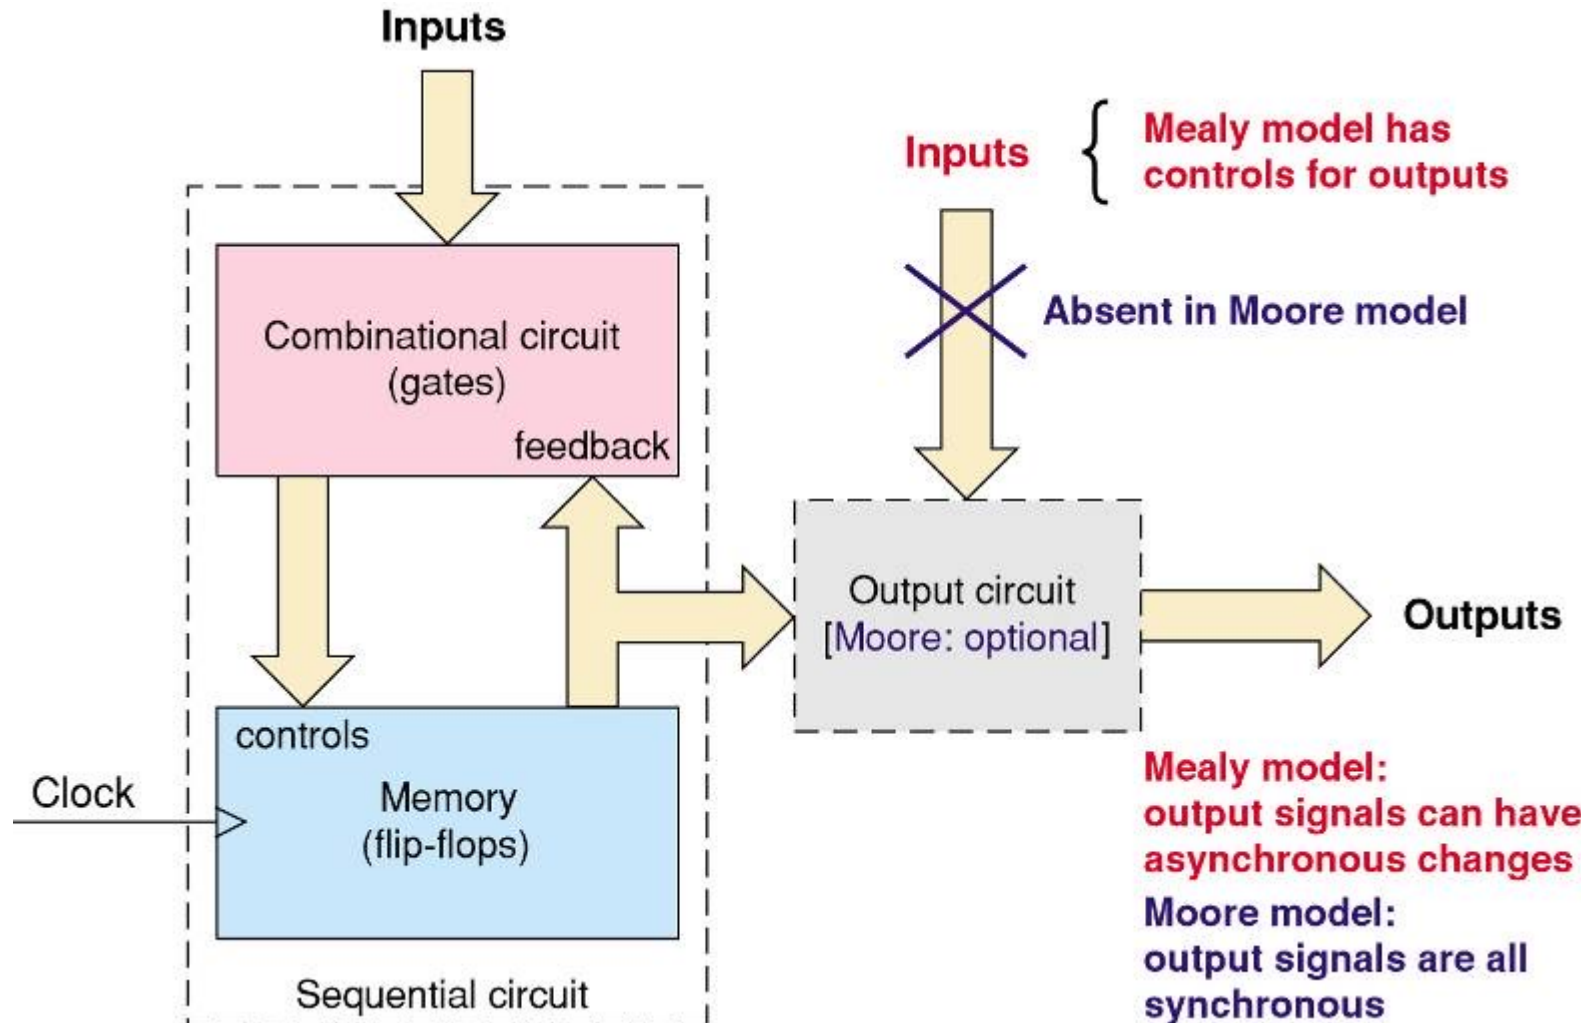 Inputs
Inputs
Mealy model has
controls for outputs
Absent in Moore model
Combinational circuit
(gates)
feedback
Output circuit
[Moore: optional]
Outputs
controls
Clock
Memory
(flip-flops)
Sequential circuit
Mealy model:
output signals can have
asynchronous changes
Moore model:
output signals are all
synchronous